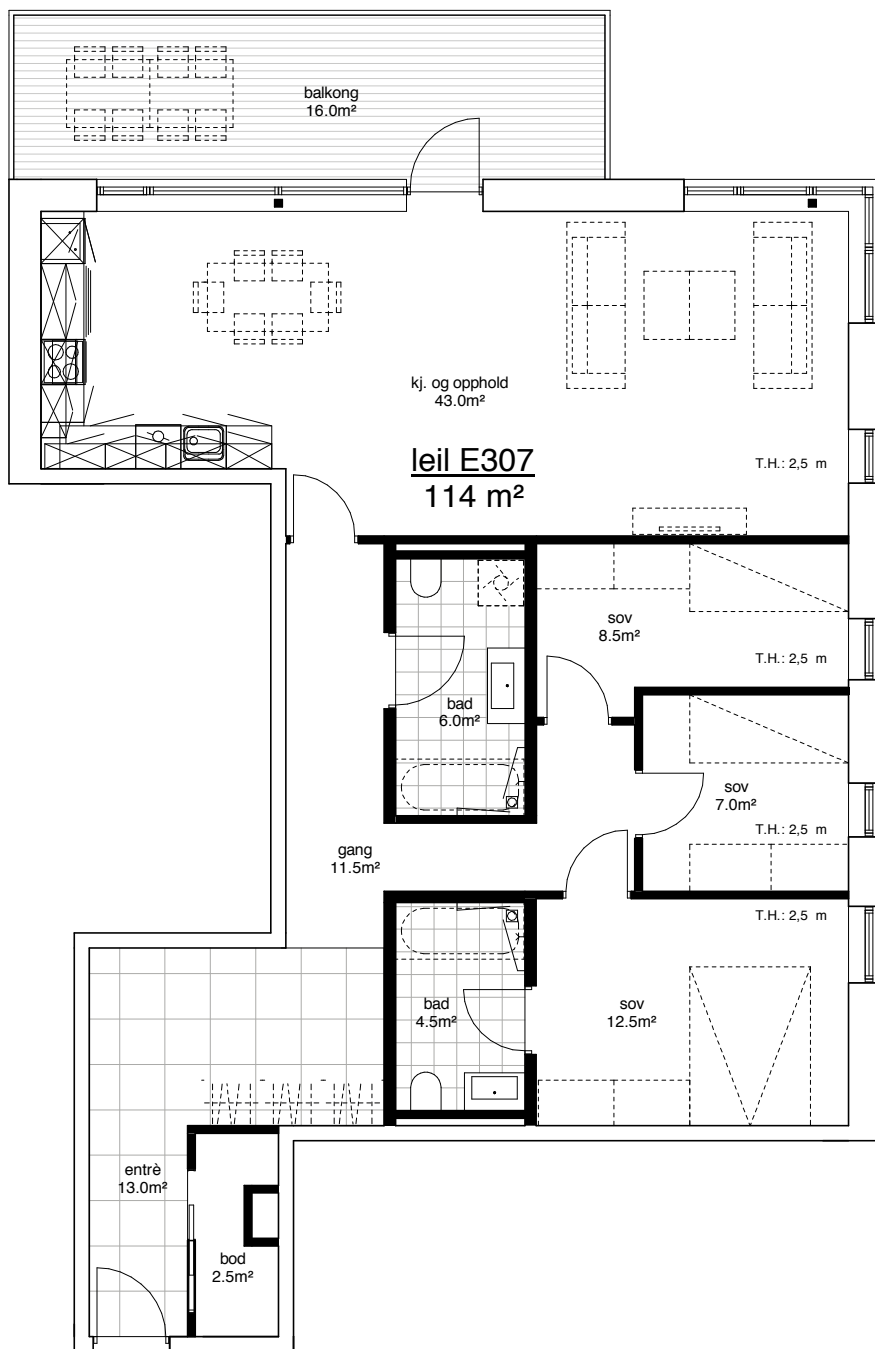 balkong
16.0m²
kj. og opphold
43.0m²
leil E307
114 m²
T.H.: 2,5 m
sov
8.5m²
T.H.: 2,5 m
bad
6.0m²
sov
7.0m²
T.H.: 2,5 m
gang
11.5m²
T.H.: 2,5 m
bad
4.5m²
sov
12.5m²
entrè
13.0m²
bod
2.5m²